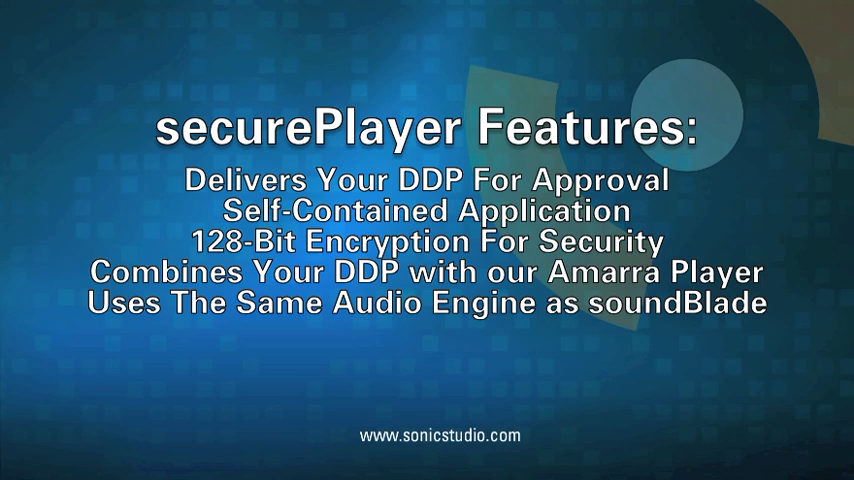 securePlayer Features:
Delivers Your DDP For Approval
Self-Contained Application
128-Bit Encryption For Security
Combines Your DDP with our Amarra Player
Uses The Same Audio Engine as soundBlade
www.sonicstudio.com